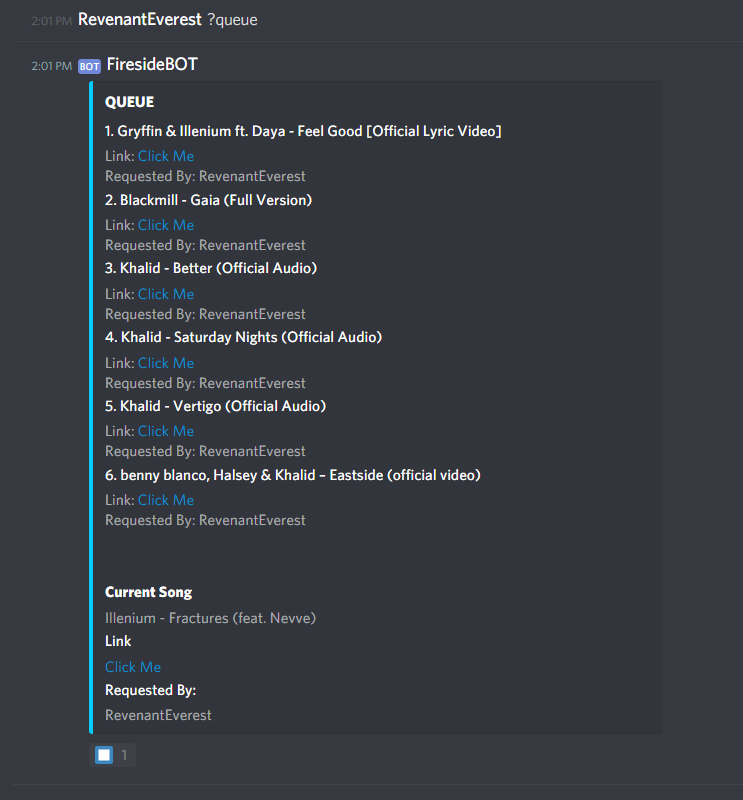 2:01 PM RevenantEverest ?queue
2:01 PM BOT FiresideBOT
QUEUE
1. Gryffin & Illenium ft. Daya - Feel Good [Official Lyric Video]
Link: Click Me
Requested By: RevenantEverest
2. Blackmill - Gaia (Full Version)
Link: Click Me
Requested By: RevenantEverest
3. Khalid - Better (Official Audio)
Link: Click Me
Requested By: RevenantEverest
4. Khalid - Saturday Nights (Official Audio)
Link: Click Me
Requested By: RevenantEverest
5. Khalid - Vertigo (Official Audio)
Link: Click Me
Requested By: RevenantEverest
6. benny blanco, Halsey & Khalid – Eastside (official video)
Link: Click Me
Requested By: RevenantEverest
Current Song
Illenium - Fractures (feat. Nevve)
Link
Click Me
Requested By:
RevenantEverest
1